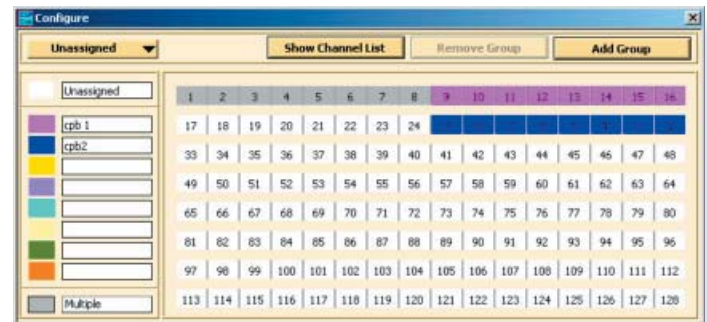 Configure
Unassigned Show Channel List Remove Group Add Group
Unassigned
cpb 1
cpb2
Multiple
1 2 3 4 5 6 7 8 9 10 11 12 13 14 15 16
17 18 19 20 21 22 23 24
33 34 35 36 37 38 39 40 41 42 43 44 45 46 47 48
49 50 51 52 53 54 55 56 57 58 59 60 61 62 63 64
65 66 67 68 69 70 71 72 73 74 75 76 77 78 79 80
81 82 83 84 85 86 87 88 89 90 91 92 93 94 95 96
97 98 99 100 101 102 103 104 105 106 107 108 109 110 111 112
113 114 115 116 117 118 119 120 121 122 123 124 125 126 127 128